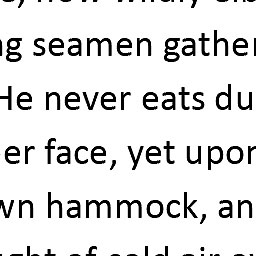 ng seamen gather
He never eats du
er face, yet upon
wn hammock, an